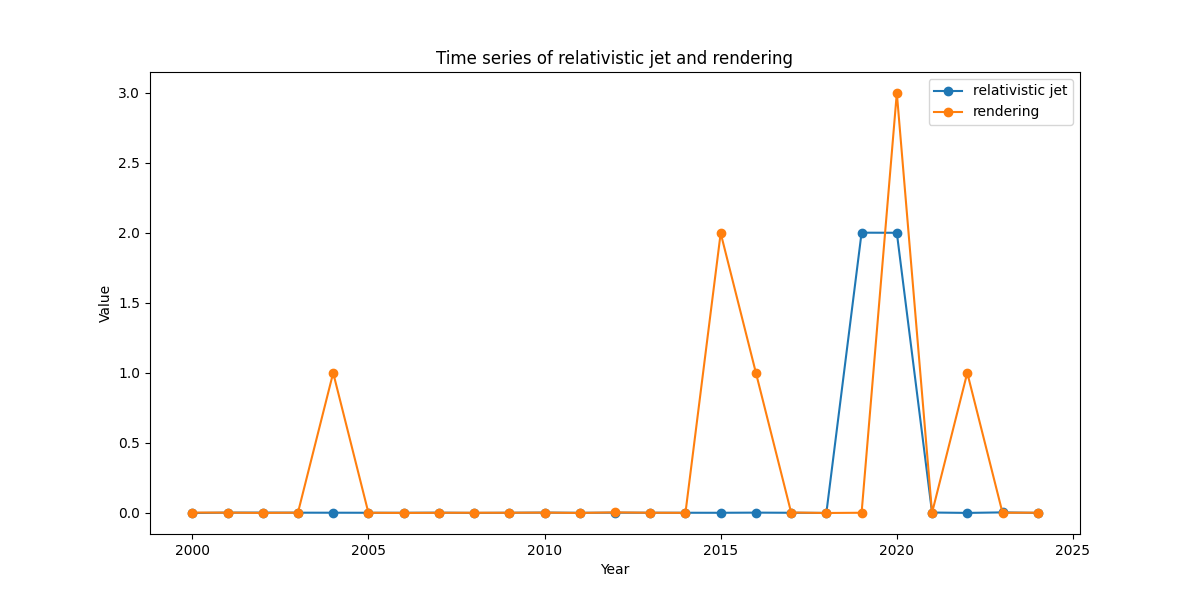 Time series of relativistic jet and rendering
relativistic jet
rendering
3.0
2.5
2.0
1.5
1.0
0.5
0.0
Value
2000
2005
2010
2015
2020
2025
Year